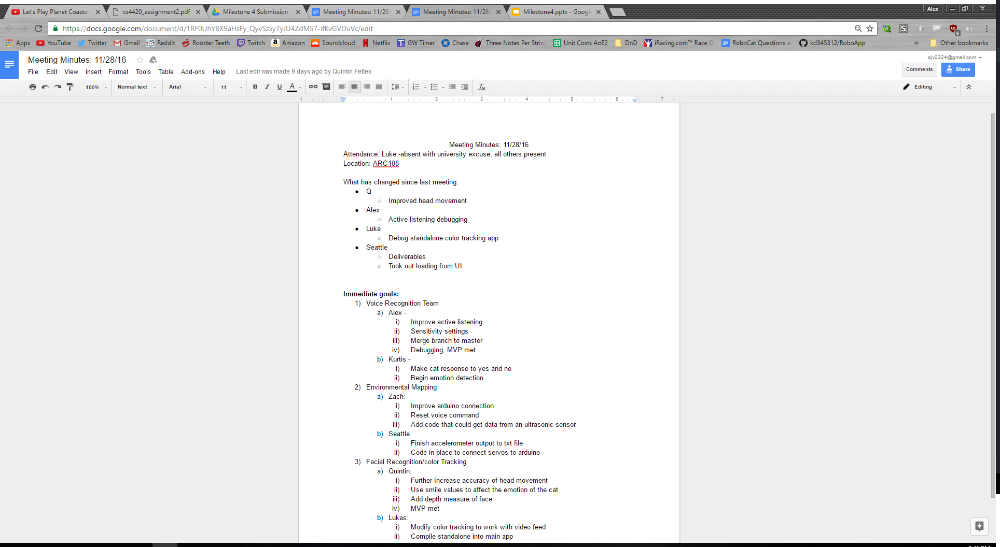 Let's Play Planet Coaster
cs4420_assignment2.pdf
Milestone 4 Submission
Meeting Minutes: 11/29/
Meeting Minutes: 11/28/
Milestone4.pptx - Google
Alex
https://docs.google.com/document/d/1RF0UhYBX9aHsFy_QyvSzxy7yJU4ZdM57-ifKvGVDuVc/edit
Apps YouTube Twitter Gmail Reddit Rooster Teeth Twitch Amazon Soundcloud Netflix GW Timer Chase Three Notes Per String Unit Costs AoE2 DnD iRacing.com™ Race RoboCat Questions kd345312/RoboApp » Other bookmarks
Meeting Minutes: 11/28/16
ajv2324@gmail.com
File Edit View Insert Format Tools Table Add-ons Help Last edit was made 9 days ago by Quintin Fettes
Comments Share
100% Normal text Arial 11 B I U A Editing
1 1 2 3 4 5 6 7
Meeting Minutes: 11/28/16
Attendance: Luke -absent with university excuse, all others present
Location: ARC108
What has changed since last meeting:
● Q
○ Improved head movement
● Alex
○ Active listening debugging
● Luke
○ Debug standalone color tracking app
● Seattle
○ Deliverables
○ Took out loading from UI
Immediate goals:
1) Voice Recognition Team
a) Alex -
i) Improve active listening
ii) Sensitivity settings
iii) Merge branch to master
iv) Debugging, MVP met
b) Kurtis -
i) Make cat response to yes and no
ii) Begin emotion detection
2) Environmental Mapping
a) Zach:
i) Improve arduino connection
ii) Reset voice command
iii) Add code that could get data from an ultrasonic sensor
b) Seattle
i) Finish accelerometer output to txt file
ii) Code in place to connect servos to arduino
3) Facial Recognition/color Tracking
a) Quintin:
i) Further Increase accuracy of head movement
ii) Use smile values to affect the emotion of the cat
iii) Add depth measure of face
iv) MVP met
b) Lukas:
i) Modify color tracking to work with video feed
ii) Compile standalone into main app